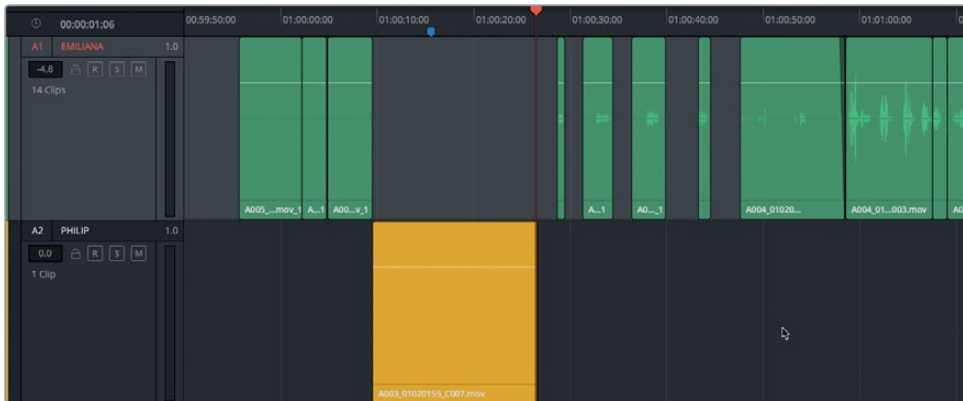 00:00:01:06
00:59:50:00 01:00:00:00 01:00:10:00 01:00:20:00 01:00:30:00 01:00:40:00 01:00:50:00 01:01:00:00
A1 EMILIANA 1.0
-4.8 R S M
14 Clips
A005_...mov_1 A...1 A00...v_1 A...1 A0..._1 A004_01020... A004_01...003.mov A0
A2 PHILIP 1.0
0.0 R S M
1 Clip
A003_01020155_C007.mov